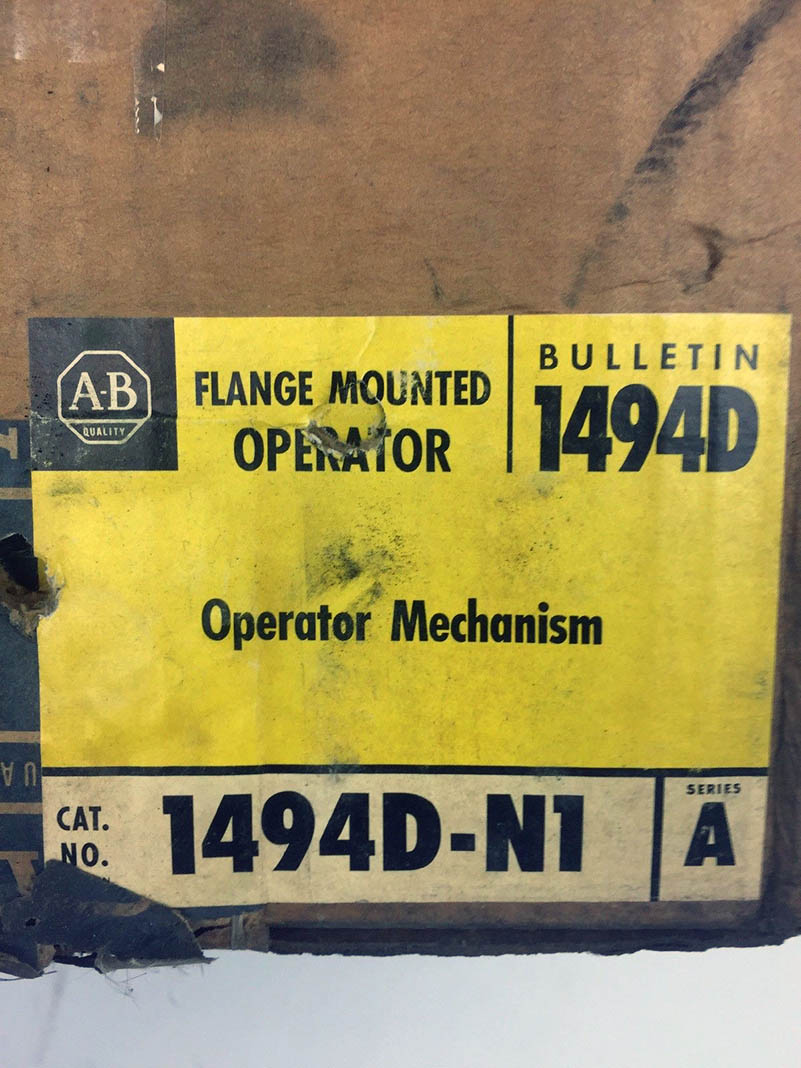 A-B
QUALITY
FLANGE MOUNTED
OPERATOR
BULLETIN
1494D
Operator Mechanism
CAT.
NO.
1494D-N1
SERIES
A